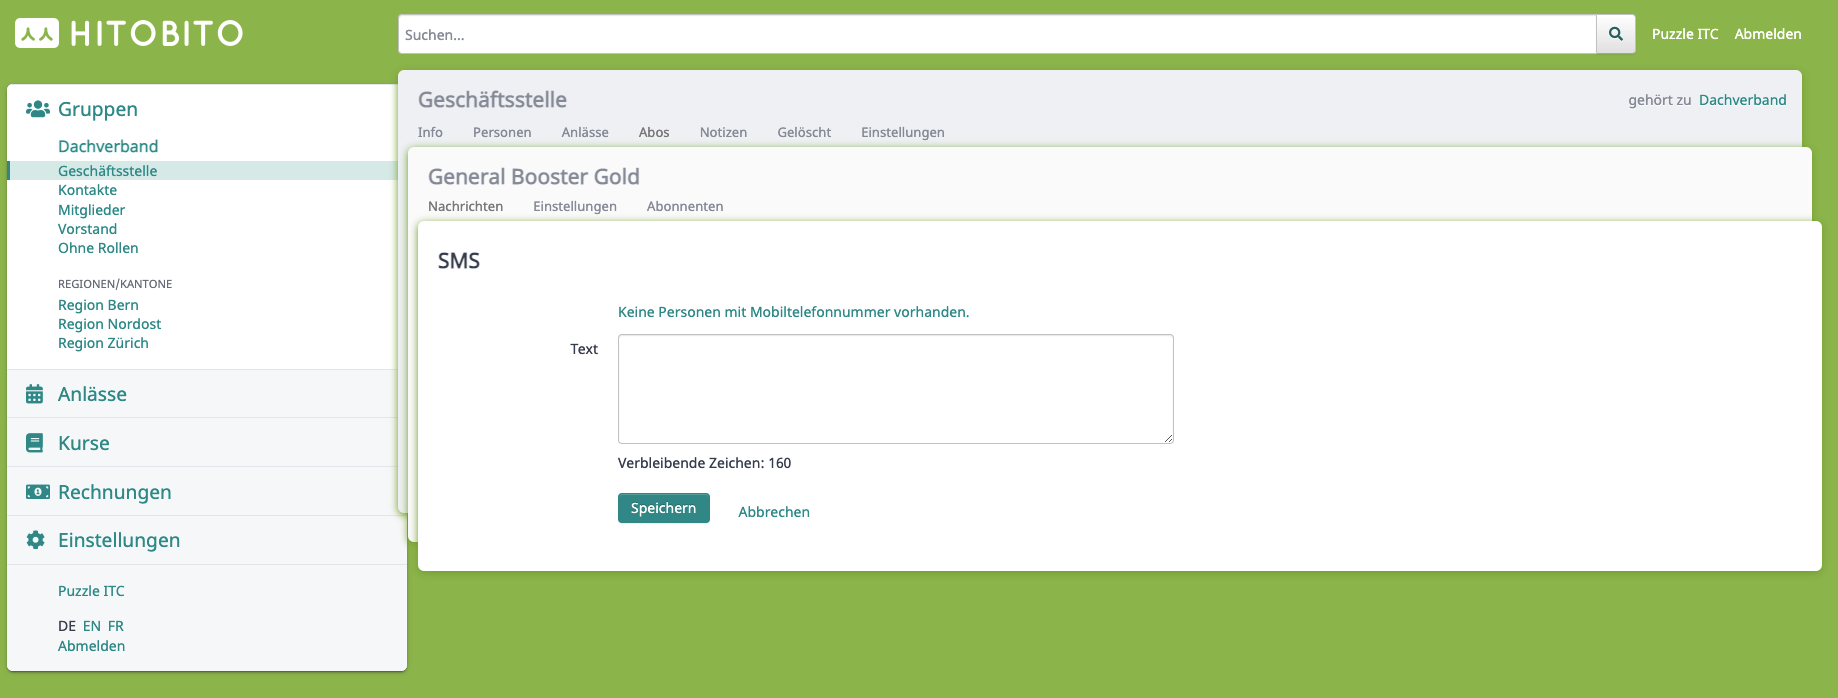 HITOBITO
Suchen...
Puzzle ITC Abmelden
Gruppen
Dachverband
Geschäftsstelle
Kontakte
Mitglieder
Vorstand
Ohne Rollen
REGIONEN/KANTONE
Region Bern
Region Nordost
Region Zürich
Anlässe
Kurse
Rechnungen
Einstellungen
Puzzle ITC
DE EN FR
Abmelden
Geschäftsstelle
gehört zu Dachverband
Info Personen Anlässe Abos Notizen Gelöscht Einstellungen
General Booster Gold
Nachrichten Einstellungen Abonnenten
SMS
Keine Personen mit Mobiltelefonnummer vorhanden.
Text
Verbleibende Zeichen: 160
Speichern Abbrechen